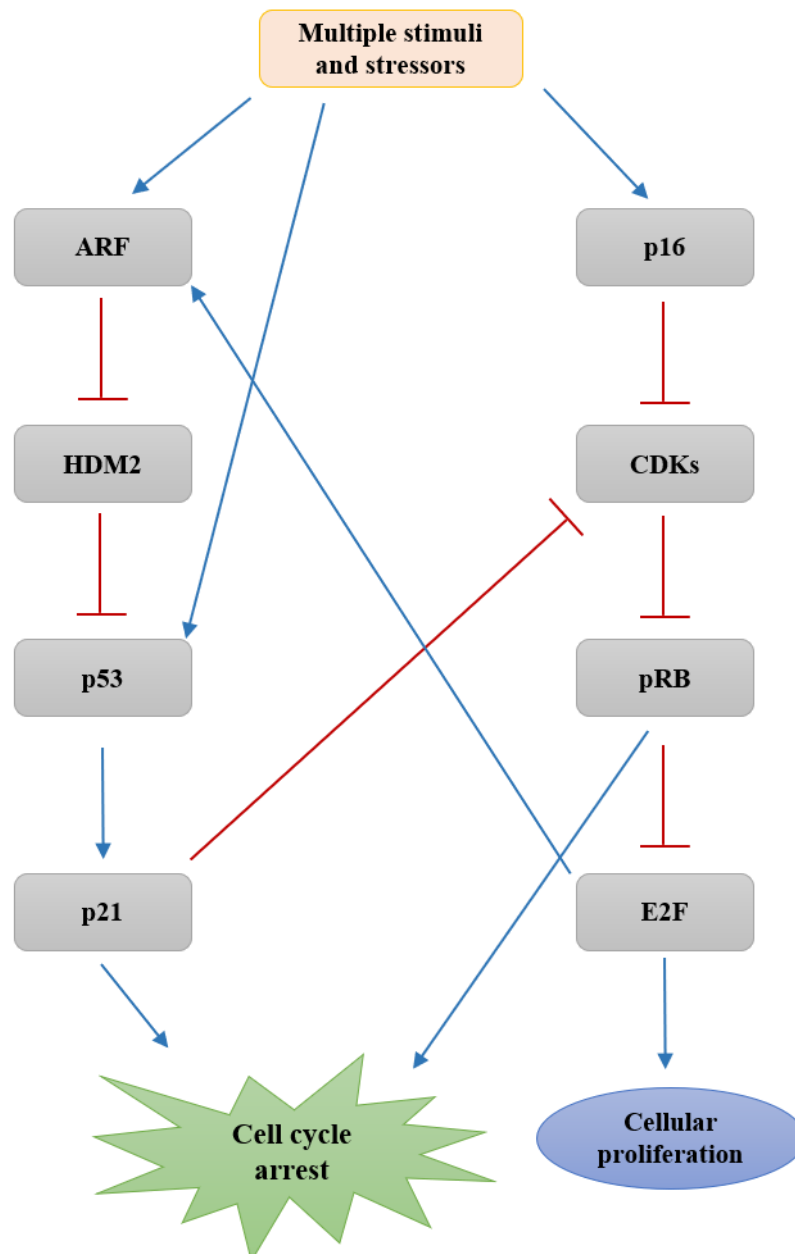 Multiple stimuli
and stressors
ARF
p16
HDM2
CDKs
p53
pRB
p21
E2F
Cell cycle
arrest
Cellular
proliferation